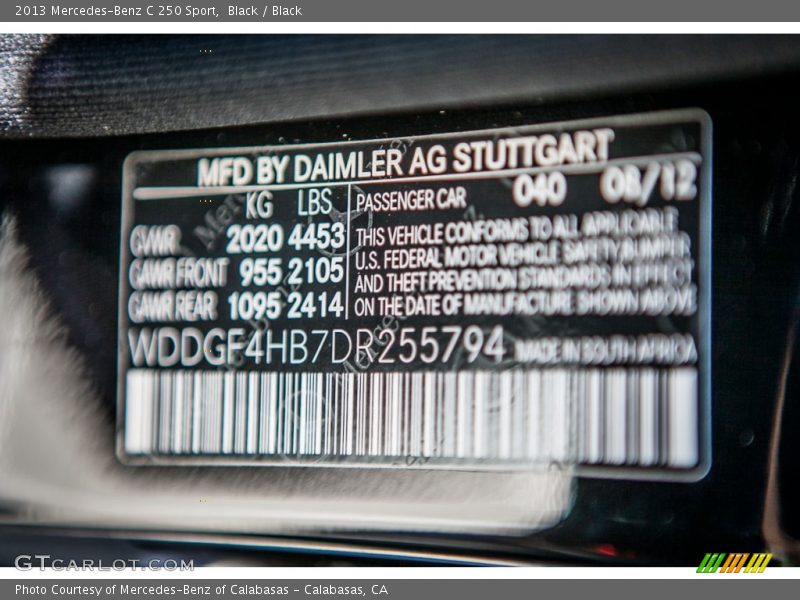 2013 Mercedes-Benz C 250 Sport,  Black / Black
MFD BY DAIMLER AG STUTTGART
KG LBS PASSENGER CAR 040 08/12
GVWR 2020 4453 THIS VEHICLE CONFORMS TO ALL APPLICABLE
U.S. FEDERAL MOTOR VEHICLE SAFETY BUMPER
GAWR FRONT 955 2105 AND THEFT PREVENTION STANDARDS IN EFFECT
GAWR REAR 1095 2414 ON THE DATE OF MANUFACTURE SHOWN ABOVE
WDDGF4HB7DR255794 MADE IN SOUTH AFRICA
GTCARLOT.COM
Photo Courtesy of Mercedes-Benz of Calabasas - Calabasas, CA